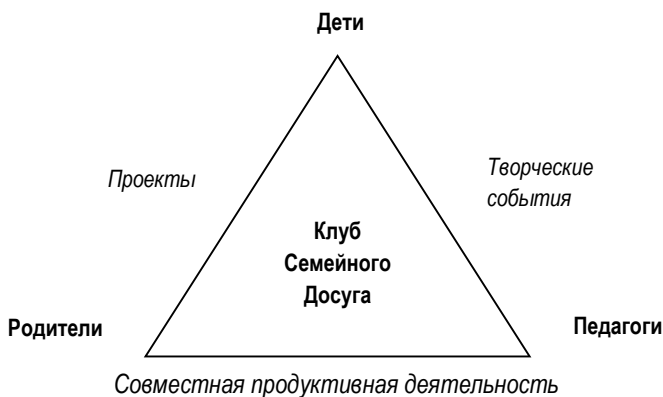 Дети
Проекты
Творческие
события
Клуб
Семейного
Досуга
Родители
Педагоги
Совместная продуктивная деятельность